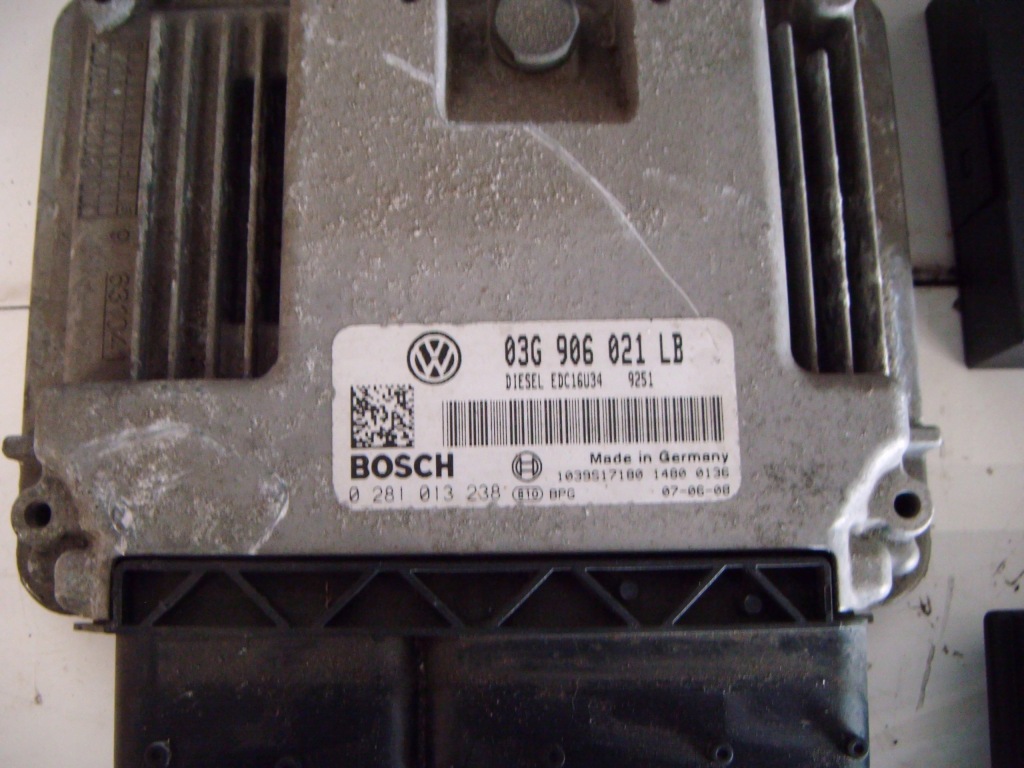 03G 906 021 LB
DIESEL EDC16U34 9251
BOSCH
Made in Germany
1039S17180 1480 0136
0 281 013 238 810 BPG 07-06-08